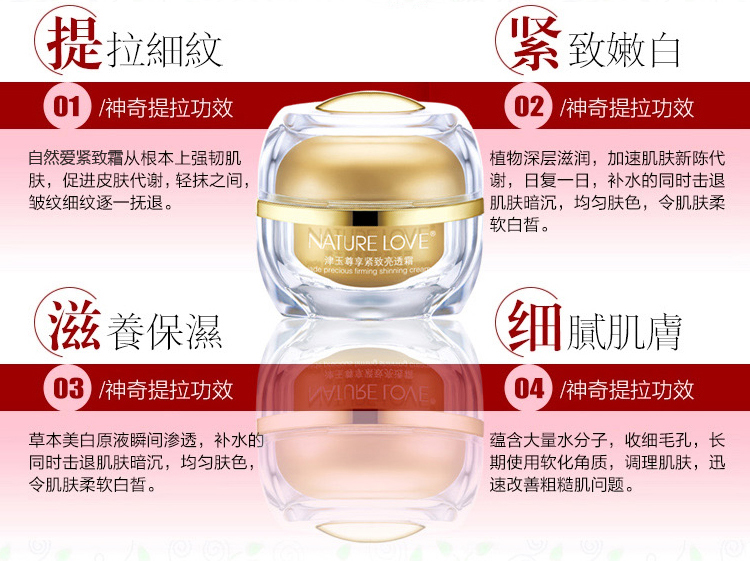 提拉細紋
01 /神奇提拉功效
自然爱紧致霜从根本上强韧肌
肤，促进皮肤代谢，轻抹之间，
皱纹细纹逐一抚退。
紧致嫩白
02 /神奇提拉功效
植物深层滋润，加速肌肤新陈代
谢，日复一日，补水的同时击退
肌肤暗沉，均匀肤色，令肌肤柔
软白皙。
NATURE LOVE®
津玉尊享紧致亮透霜
ade precious firming shinning cream
滋養保濕
03 /神奇提拉功效
草本美白原液瞬间渗透，补水的
同时击退肌肤暗沉，均匀肤色，
令肌肤柔软白皙。
细膩肌膚
04 /神奇提拉功效
蕴含大量水分子，收细毛孔，长
期使用软化角质，调理肌肤，迅
速改善粗糙肌问题。